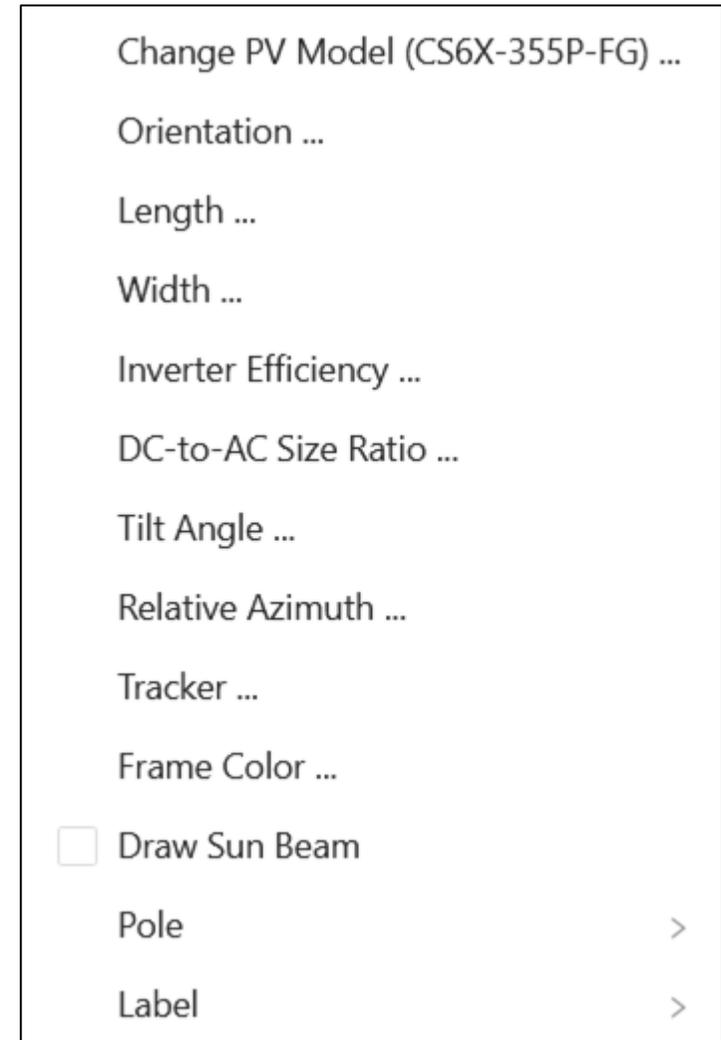 Change PV Model (CS6X-355P-FG) ...
Orientation ...
Length ...
Width ...
Inverter Efficiency ...
DC-to-AC Size Ratio ...
Tilt Angle ...
Relative Azimuth ...
Tracker ...
Frame Color ...
Draw Sun Beam
Pole
Label